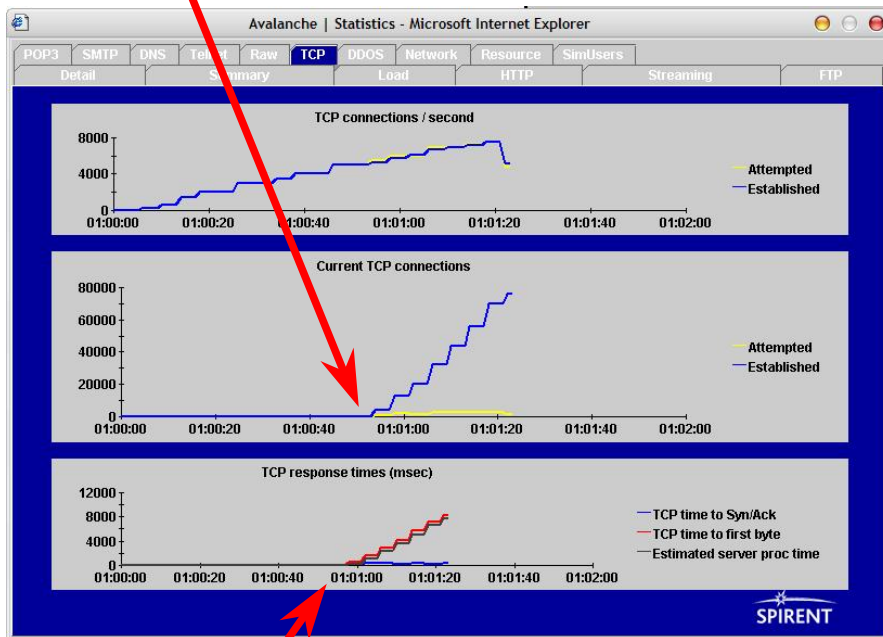 Avalanche | Statistics - Microsoft Internet Explorer
POP3 SMTP DNS Telnet Raw TCP DDOS Network Resource SimUsers
Detail Summary Load HTTP Streaming FTP
TCP connections / second
8000
4000
0
01:00:00 01:00:20 01:00:40 01:01:00 01:01:20 01:01:40 01:02:00
Attempted
Established
Current TCP connections
80000
60000
40000
20000
0
01:00:00 01:00:20 01:00:40 01:01:00 01:01:20 01:01:40 01:02:00
Attempted
Established
TCP response times (msec)
12000
8000
4000
0
01:00:00 01:00:20 01:00:40 01:01:00 01:01:20 01:01:40 01:02:00
TCP time to Syn/Ack
TCP time to first byte
Estimated server proc time
SPIRENT